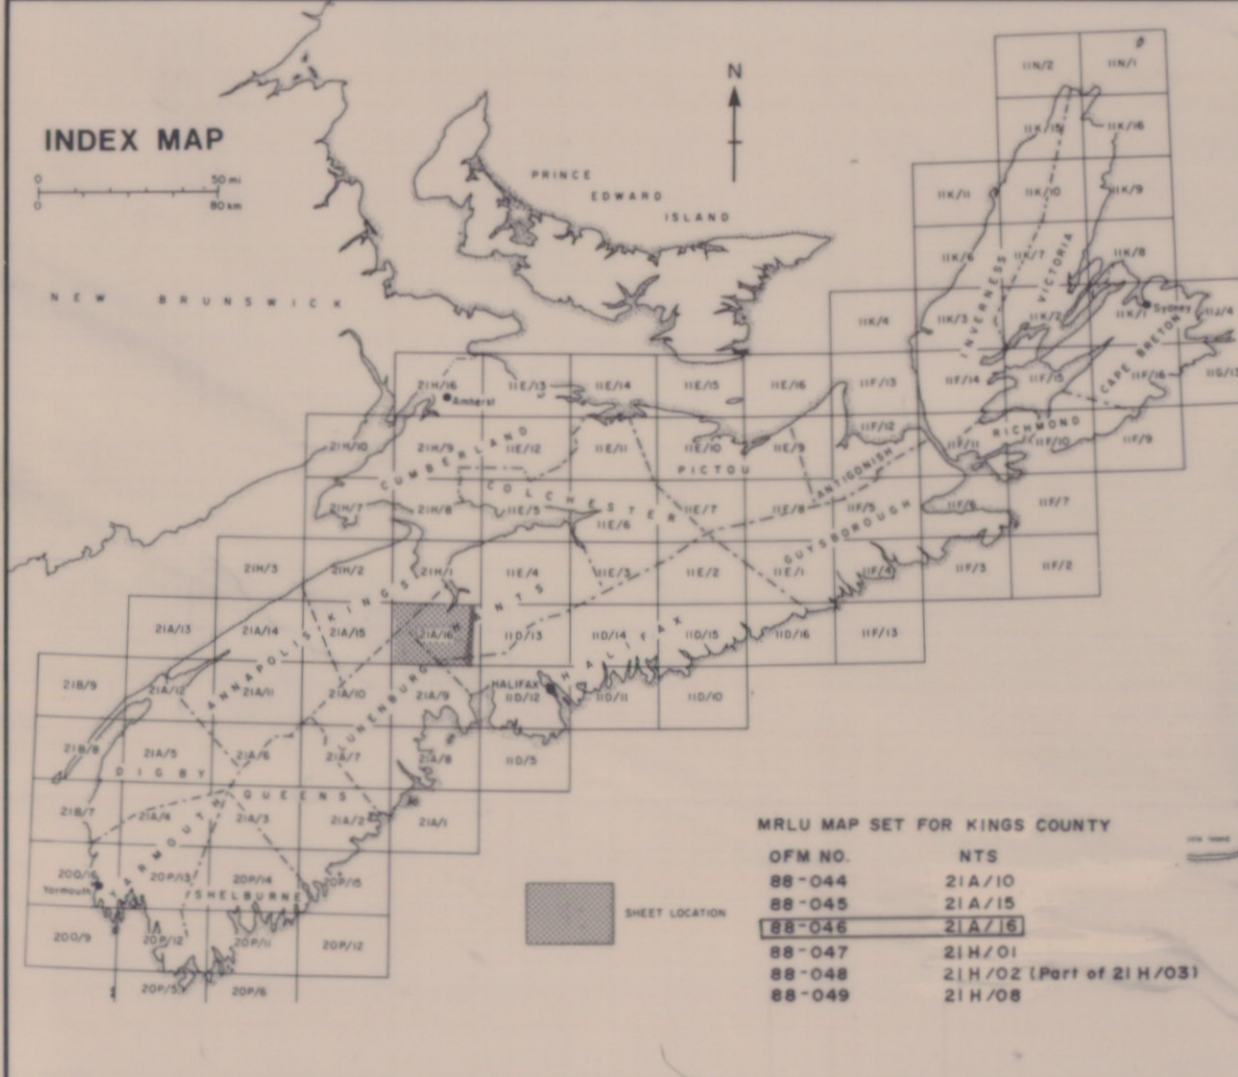 INDEX MAP
0 50 mi
0 80 km
N
PRINCE
EDWARD
ISLAND
NEW BRUNSWICK
11N/2 11N/1
11K/15 11K/16
11K/11 11K/10 11K/9
11K/6 11K/7 11K/8
INVERNESS
VICTORIA
11K/4 11K/3 11K/2 11K/1 Sydney 11J/4
CAPE BRETON
21H/16 11E/13 11E/14 11E/15 11E/16 11F/13 11F/14 11F/15 11F/16 11G/13
Amherst
21H/10 21H/9 11E/12 11E/11 11E/10 11E/9 11F/12 11F/11 11F/10 11F/9
RICHMOND
CUMBERLAND
PICTOU
ANTIGONISH
21H/7 21H/8 11E/5 11E/6 11E/7 11E/8 11F/5 11F/6 11F/7
COLCHESTER
GUYSBOROUGH
21H/3 21H/2 21H/1 11E/4 11E/3 11E/2 11E/1 11F/4 11F/3 11F/2
KINGS
HANTS
21A/13 21A/14 21A/15 21A/16 11D/13 11D/14 11D/15 11D/16 11F/13
ANNAPOLIS
HALIFAX
21B/9 21A/12 21A/11 21A/10 21A/9 11D/12 11D/11 11D/10
HALIFAX
LUNENBURG
21B/8 21A/5 21A/6 21A/7 21A/8 11D/5
DIGBY
QUEENS
21B/7 21A/4 21A/3 21A/2 21A/1
YARMOUTH
20O/16 20P/13 20P/14 20P/15
Yarmouth
SHELBURNE
20O/9 20P/12 20P/11 20P/12
20P/5 20P/6
SHEET LOCATION
MRLU MAP SET FOR KINGS COUNTY
OFM NO. NTS
88-044 21A/10
88-045 21A/15
88-046 21A/16
88-047 21H/01
88-048 21H/02 (Part of 21H/03)
88-049 21H/08